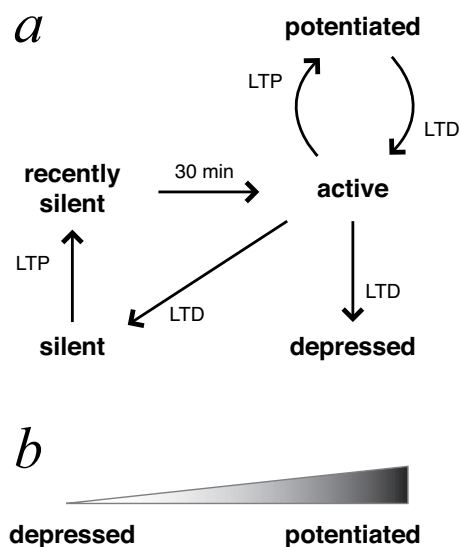 a
potentiated
LTP
LTD
30 min
recently
silent
active
LTP
LTD
LTD
silent
depressed
b
depressed potentiated